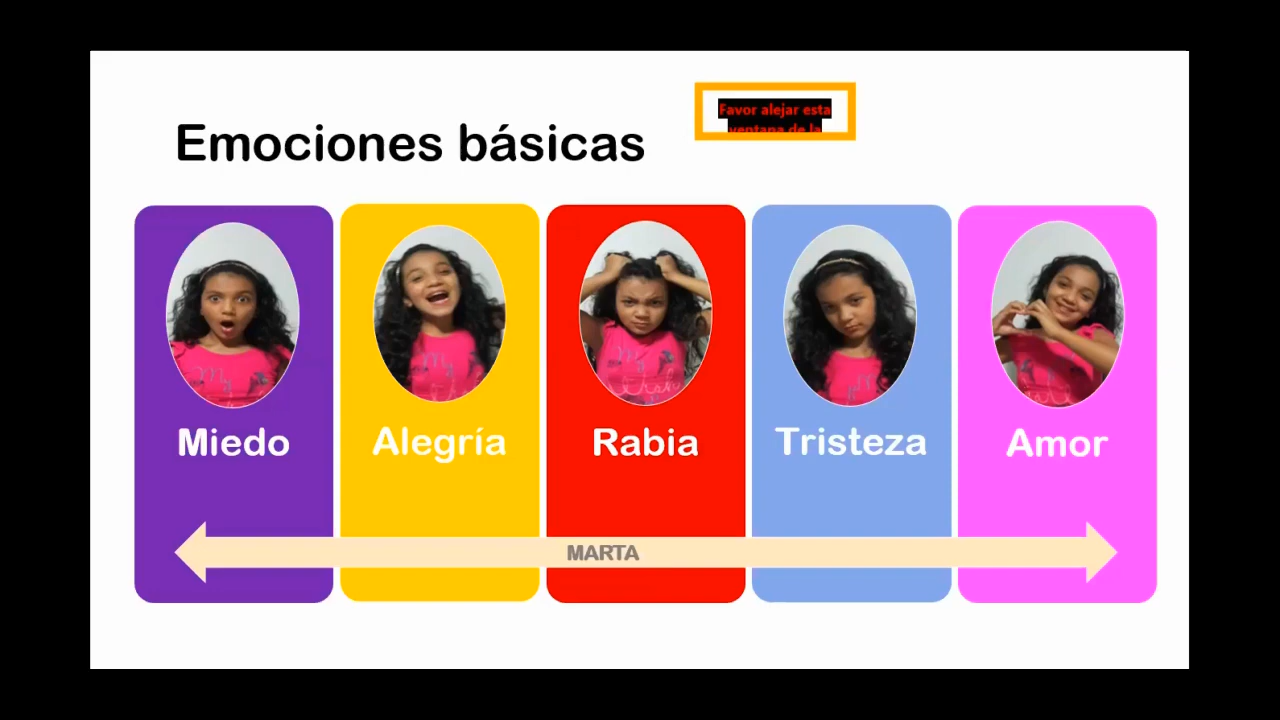 Favor alejar esta
ventana de la
Emociones básicas
Miedo
Alegría
Rabia
Tristeza
Amor
MARTA